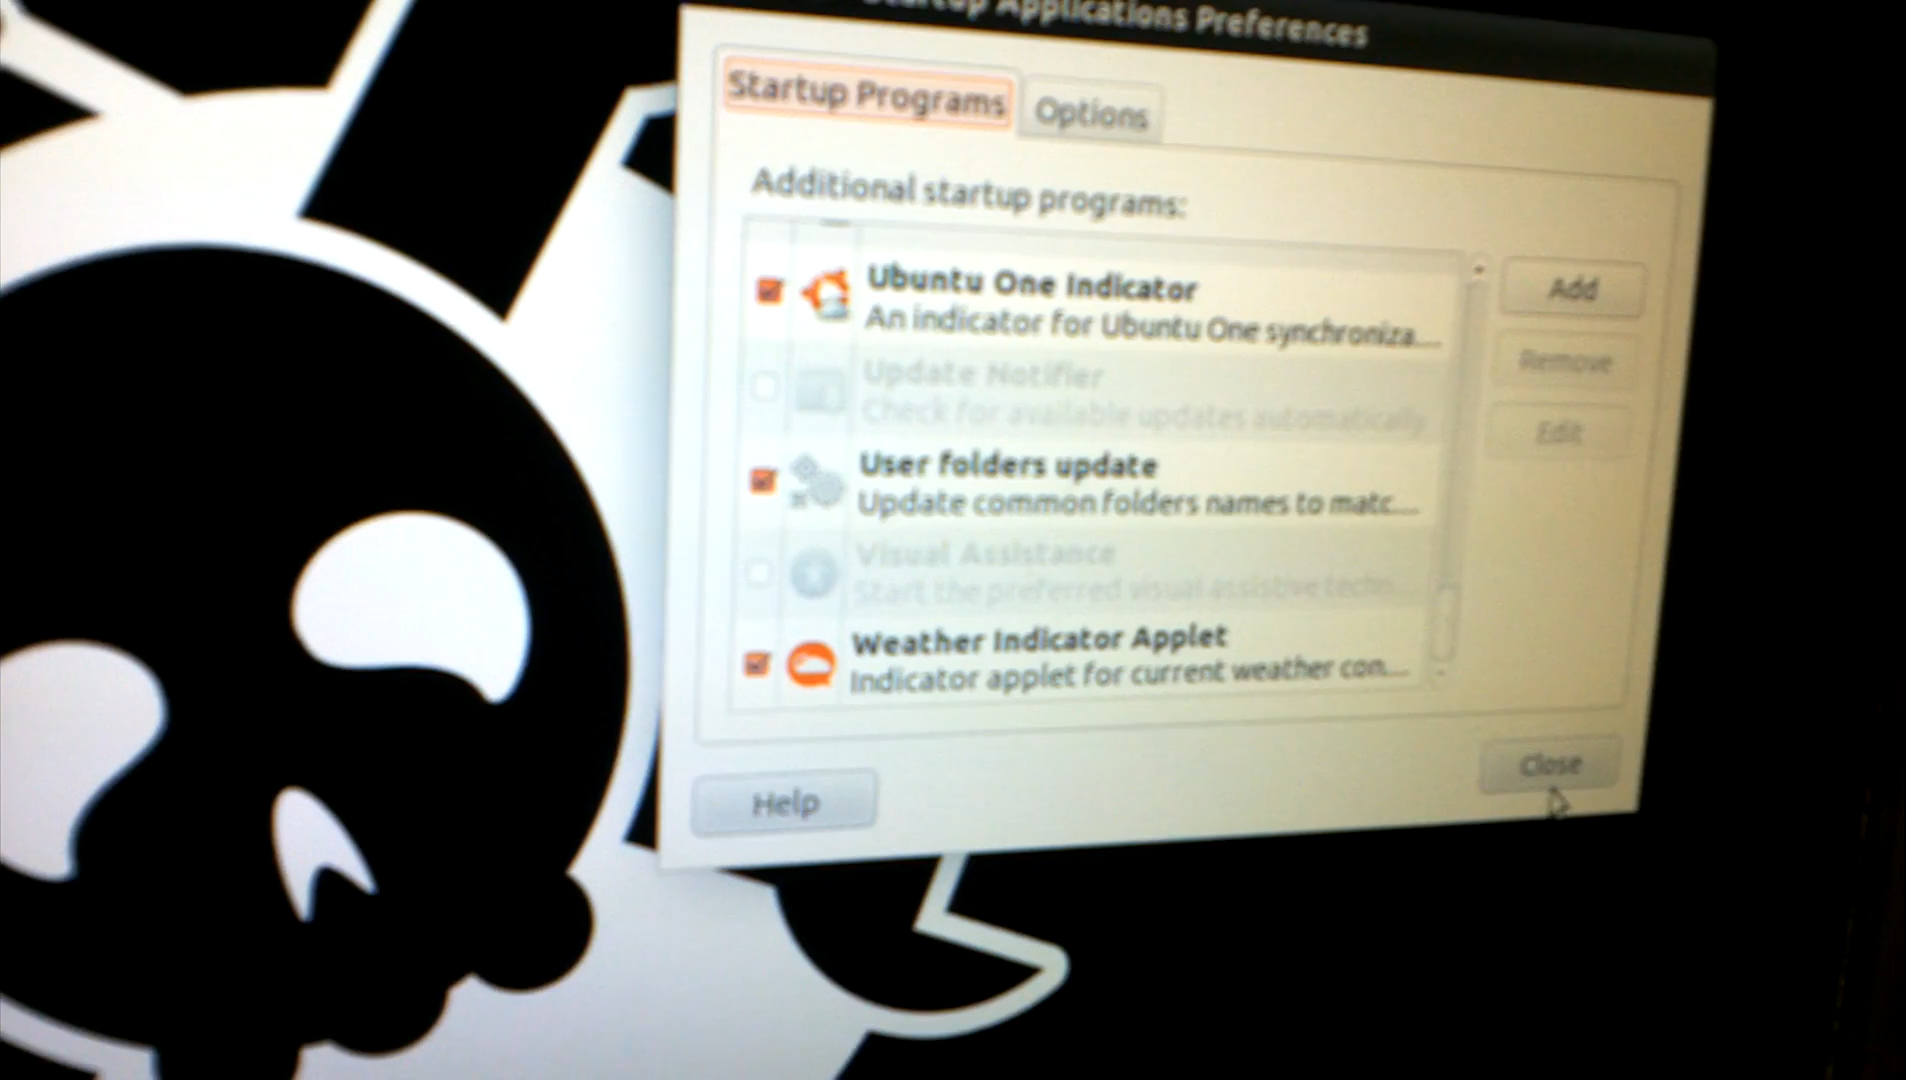 Startup Applications Preferences
Startup Programs
Options
Additional startup programs:
Ubuntu One Indicator
An indicator for Ubuntu One synchroniza...
Add
Update Notifier
Check for available updates automatically
Remove
Edit
User folders update
Update common folders names to matc...
Visual Assistance
Start the preferred visual assistive techn...
Weather Indicator Applet
Indicator applet for current weather con...
Close
Help